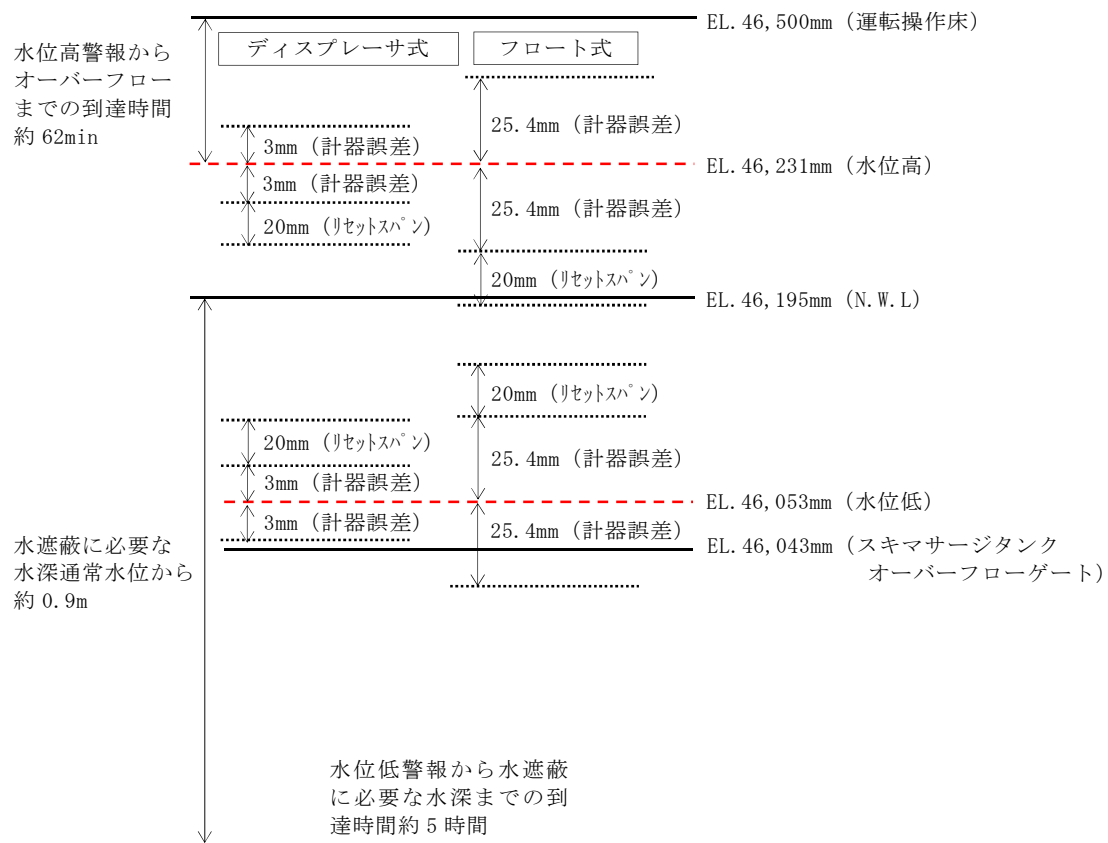 EL.46,500mm（運転操作床）
水位高警報から
オーバーフロー
までの到達時間
約 62min
ディスプレーサ式
フロート式
25.4mm（計器誤差）
3mm（計器誤差）
EL.46,231mm（水位高）
3mm（計器誤差）
25.4mm（計器誤差）
20mm（ﾘｾｯﾄｽﾊﾟﾝ）
20mm（ﾘｾｯﾄｽﾊﾟﾝ）
EL.46,195mm（N.W.L）
20mm（ﾘｾｯﾄｽﾊﾟﾝ）
20mm（ﾘｾｯﾄｽﾊﾟﾝ）
25.4mm（計器誤差）
3mm（計器誤差）
EL.46,053mm（水位低）
3mm（計器誤差）
25.4mm（計器誤差）
EL.46,043mm（スキマサージタンク
オーバーフローゲート）
水遮蔽に必要な
水深通常水位から
約 0.9m
水位低警報から水遮蔽
に必要な水深までの到
達時間約 5 時間